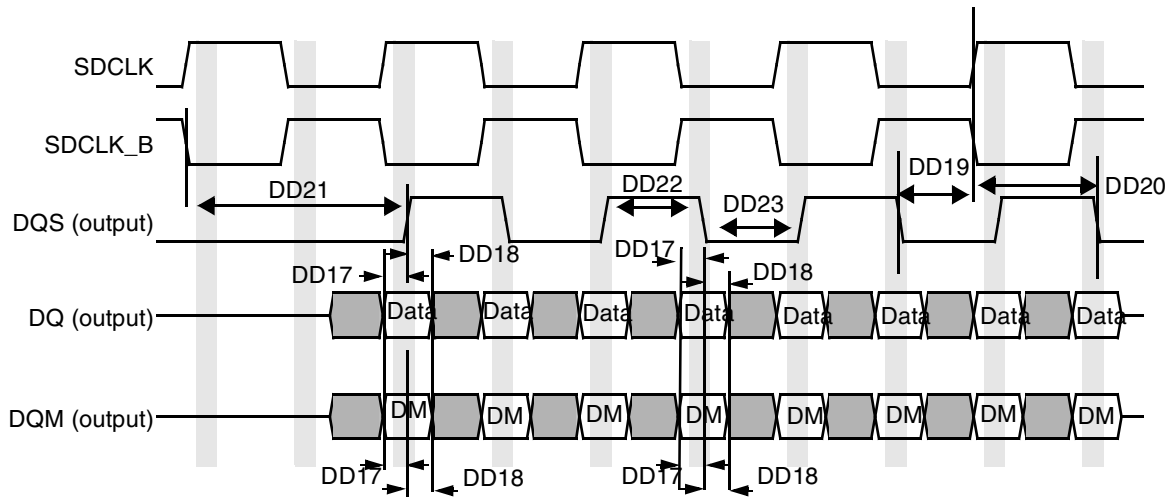 SDCLK
SDCLK_B
DD19
DD21
DD22
DD20
DQS (output)
DD23
DD18
DD17
DD17
DD18
DQ (output)
Data
Data
Data
Data
Data
Data
Data
Data
DQM (output)
DM
DM
DM
DM
DM
DM
DM
DM
DD17
DD18
DD17
DD18